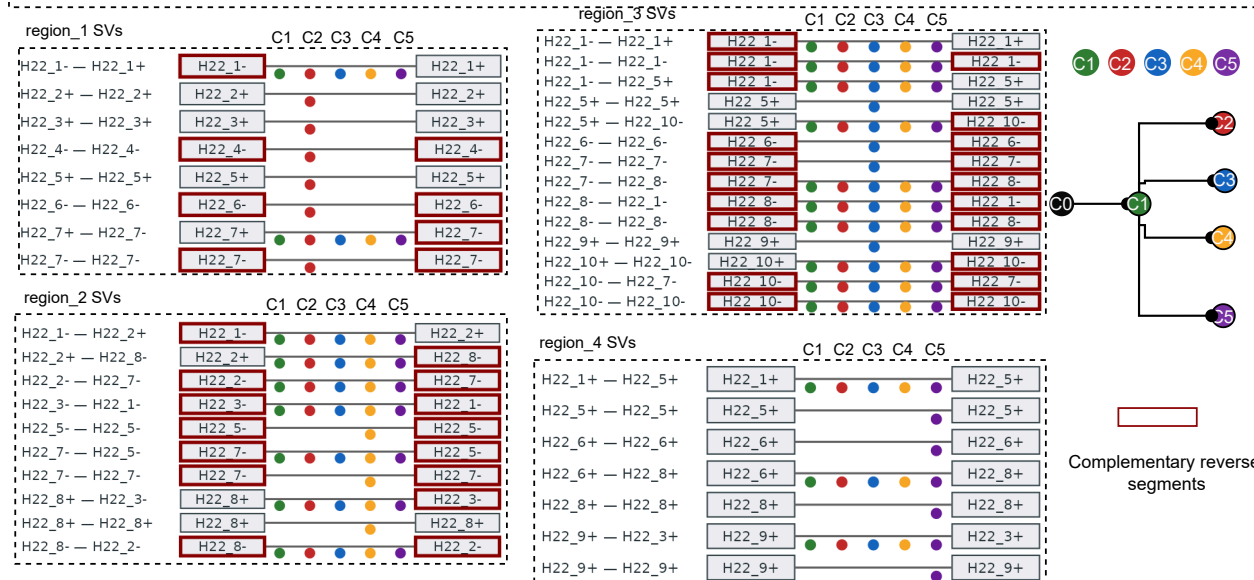 region_1 SVs
C1 C2 C3 C4 C5
H22_1- — H22_1+ H22_1- H22_1+
H22_2+ — H22_2+ H22_2+ H22_2+
H22_3+ — H22_3+ H22_3+ H22_3+
H22_4- — H22_4- H22_4- H22_4-
H22_5+ — H22_5+ H22_5+ H22_5+
H22_6- — H22_6- H22_6- H22_6-
H22_7+ — H22_7- H22_7+ H22_7-
H22_7- — H22_7- H22_7- H22_7-
region_2 SVs
C1 C2 C3 C4 C5
H22_1- — H22_2+ H22_1- H22_2+
H22_2+ — H22_8- H22_2+ H22_8-
H22_2- — H22_7- H22_2- H22_7-
H22_3- — H22_1- H22_3- H22_1-
H22_5- — H22_5- H22_5- H22_5-
H22_7- — H22_5- H22_7- H22_5-
H22_7- — H22_7- H22_7- H22_7-
H22_8+ — H22_3- H22_8+ H22_3-
H22_8+ — H22_8+ H22_8+ H22_8+
H22_8- — H22_2- H22_8- H22_2-
region_3 SVs
C1 C2 C3 C4 C5
H22_1- — H22_1+ H22_1- H22_1+
H22_1- — H22_1- H22_1- H22_1-
H22_1- — H22_5+ H22_1- H22_5+
H22_5+ — H22_5+ H22_5+ H22_5+
H22_5+ — H22_10- H22_5+ H22_10-
H22_6- — H22_6- H22_6- H22_6-
H22_7- — H22_7- H22_7- H22_7-
H22_7- — H22_8- H22_7- H22_8-
H22_8- — H22_1- H22_8- H22_1-
H22_8- — H22_8- H22_8- H22_8-
H22_9+ — H22_9+ H22_9+ H22_9+
H22_10+ — H22_10- H22_10+ H22_10-
H22_10- — H22_7- H22_10- H22_7-
H22_10- — H22_10- H22_10- H22_10-
region_4 SVs
C1 C2 C3 C4 C5
H22_1+ — H22_5+ H22_1+ H22_5+
H22_5+ — H22_5+ H22_5+ H22_5+
H22_6+ — H22_6+ H22_6+ H22_6+
H22_6+ — H22_8+ H22_6+ H22_8+
H22_8+ — H22_8+ H22_8+ H22_8+
H22_9+ — H22_3+ H22_9+ H22_3+
H22_9+ — H22_9+ H22_9+ H22_9+
C1 C2 C3 C4 C5
C2
C3
C0 C1
C4
C5
Complementary reverse
segments